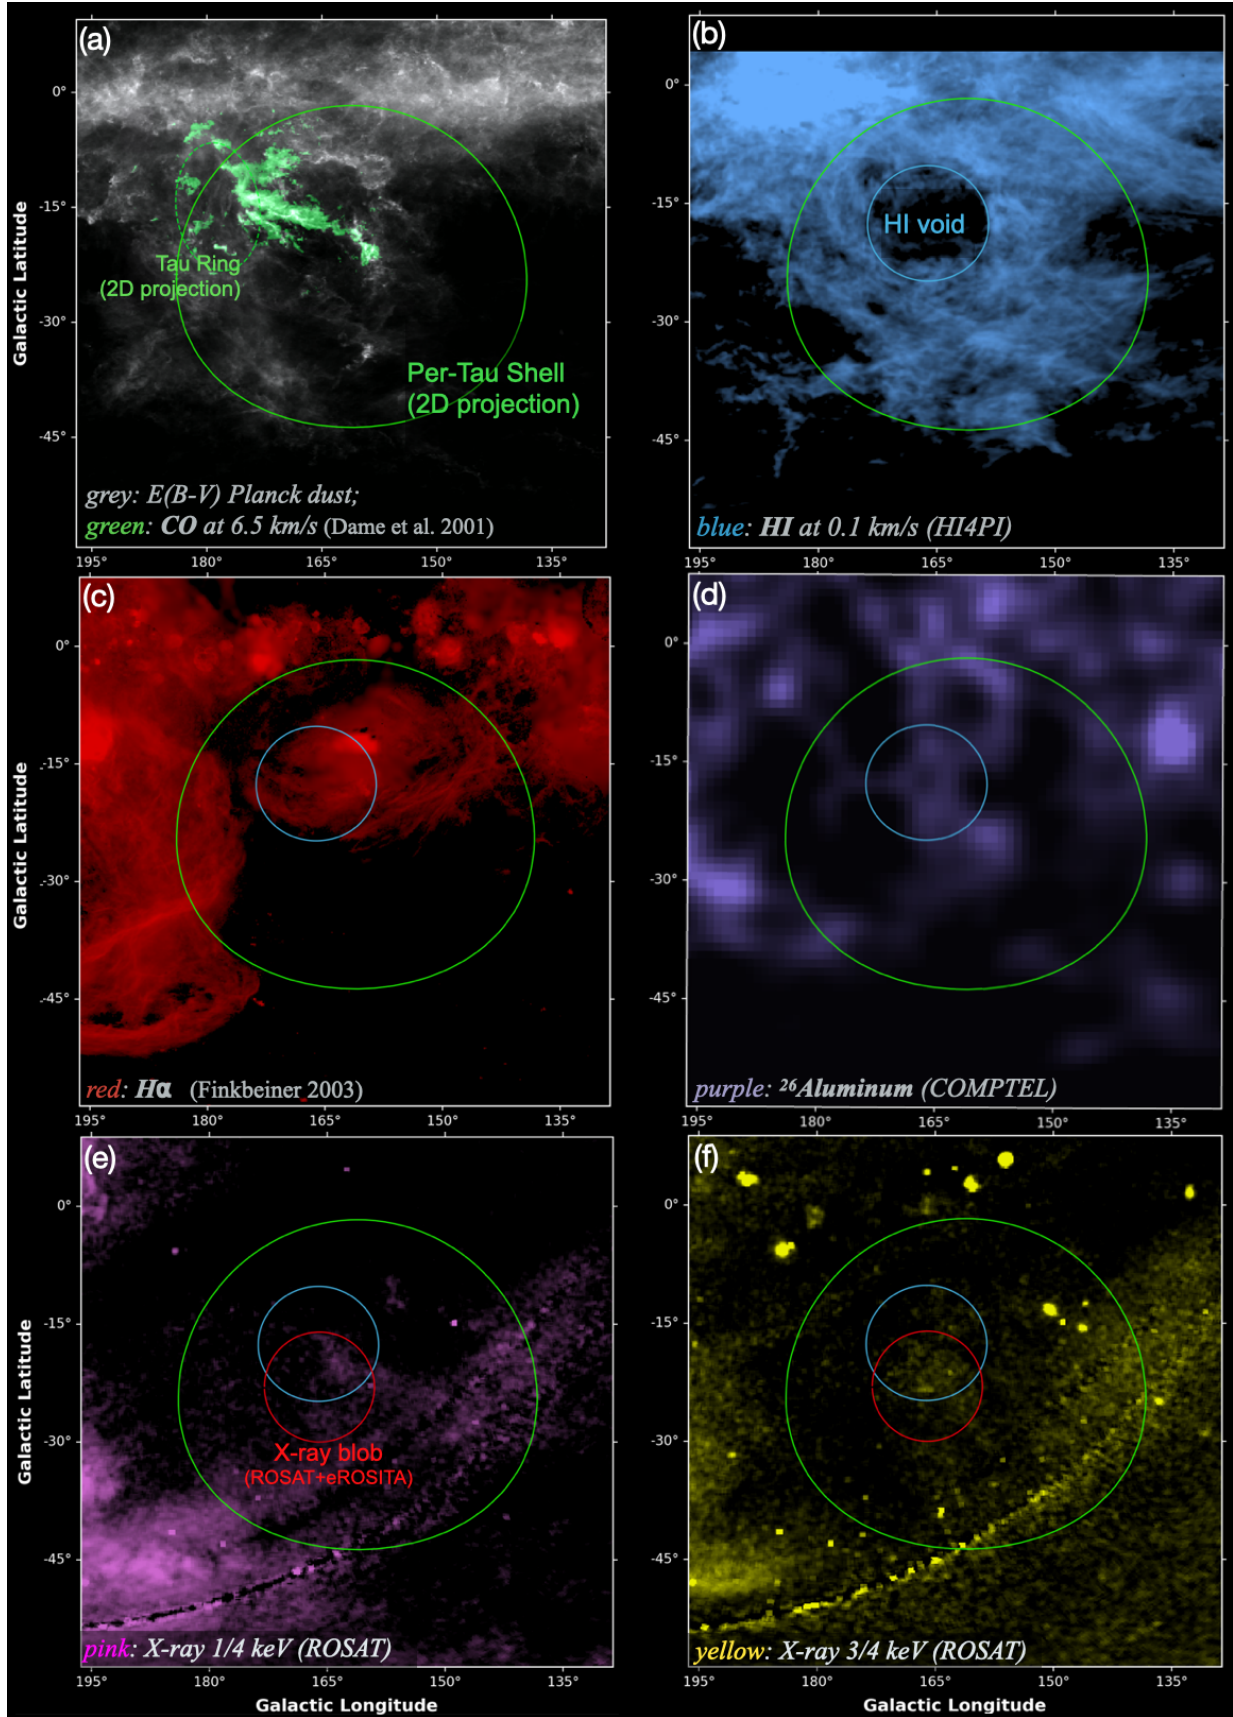 (a)
0°
-15°
-30°
-45°
Galactic Latitude
Tau Ring
(2D projection)
Per-Tau Shell
(2D projection)
grey: E(B-V) Planck dust;
green: CO at 6.5 km/s (Dame et al. 2001)
195°
180°
165°
150°
135°
(b)
0°
-15°
-30°
-45°
HI void
blue: HI at 0.1 km/s (HI4PI)
195°
180°
165°
150°
135°
(c)
0°
-15°
-30°
-45°
Galactic Latitude
red: Hα (Finkbeiner 2003)
195°
180°
165°
150°
135°
(d)
0°
-15°
-30°
-45°
purple: ²⁶Aluminum (COMPTEL)
195°
180°
165°
150°
135°
(e)
0°
-15°
-30°
-45°
Galactic Latitude
X-ray blob
(ROSAT+eROSITA)
pink: X-ray 1/4 keV (ROSAT)
195°
180°
165°
150°
135°
Galactic Longitude
(f)
0°
-15°
-30°
-45°
yellow: X-ray 3/4 keV (ROSAT)
195°
180°
165°
150°
135°
Galactic Longitude